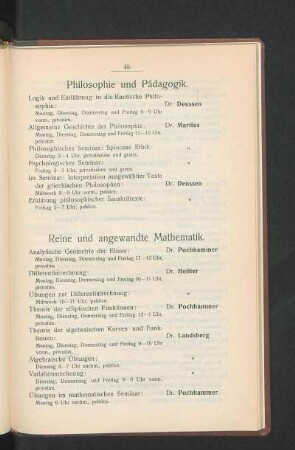 45
Philosophie und Pädagogik.
Logik und Einführung in die Kantische Philo-
sophie: Dr. Deussen
Montag, Dienstag, Donnerstag und Freitag 8—9 Uhr
vorm., privatim.
Allgemeine Geschichte der Philosophie: Dr. Martius
Montag, Dienstag, Donnerstag und Freitag 11—12 Uhr,
privatim.
Philosophisches Seminar: Spinozas Ethik: „
Dienstag 3—4 Uhr, privatissime und gratis.
Psychologisches Seminar: „
Freitag 3—5 Uhr, privatissime und gratis.
Im Seminar: Interpretation ausgewählter Texte
der griechischen Philosophen: Dr. Deussen
Mittwoch 8—9 Uhr vorm., publice.
Erklärung philosophischer Sanskrittexte: „
Freitag 5—7 Uhr, publice.
Reine und angewandte Mathematik.
Analytische Geometrie der Ebene: Dr. Pochhammer
Montag, Dienstag, Donnerstag und Freitag 11—12 Uhr,
privatim.
Differentialrechnung: Dr. Heffter
Montag, Dienstag, Donnerstag und Freitag 10—11 Uhr,
privatim.
Übungen zur Differentialrechnung: „
Mittwoch 10—11 Uhr, publice.
Theorie der elliptischen Funktionen: Dr. Pochhammer
Montag, Dienstag, Donnerstag und Freitag 12—1 Uhr,
privatim.
Theorie der algebraischen Kurven und Funk-
tionen: Dr. Landsberg
Montag, Dienstag, Donnerstag und Freitag 9—10 Uhr
vorm., privatim.
Algebraische Übungen: „
Dienstag 6—7 Uhr nachm., publice.
Variationsrechnung: „
Dienstag, Donnerstag und Freitag 8—9 Uhr vorm.,
privatim.
Übungen im mathematischen Seminar: Dr. Pochhammer
Montag 6 Uhr nachm., publice.